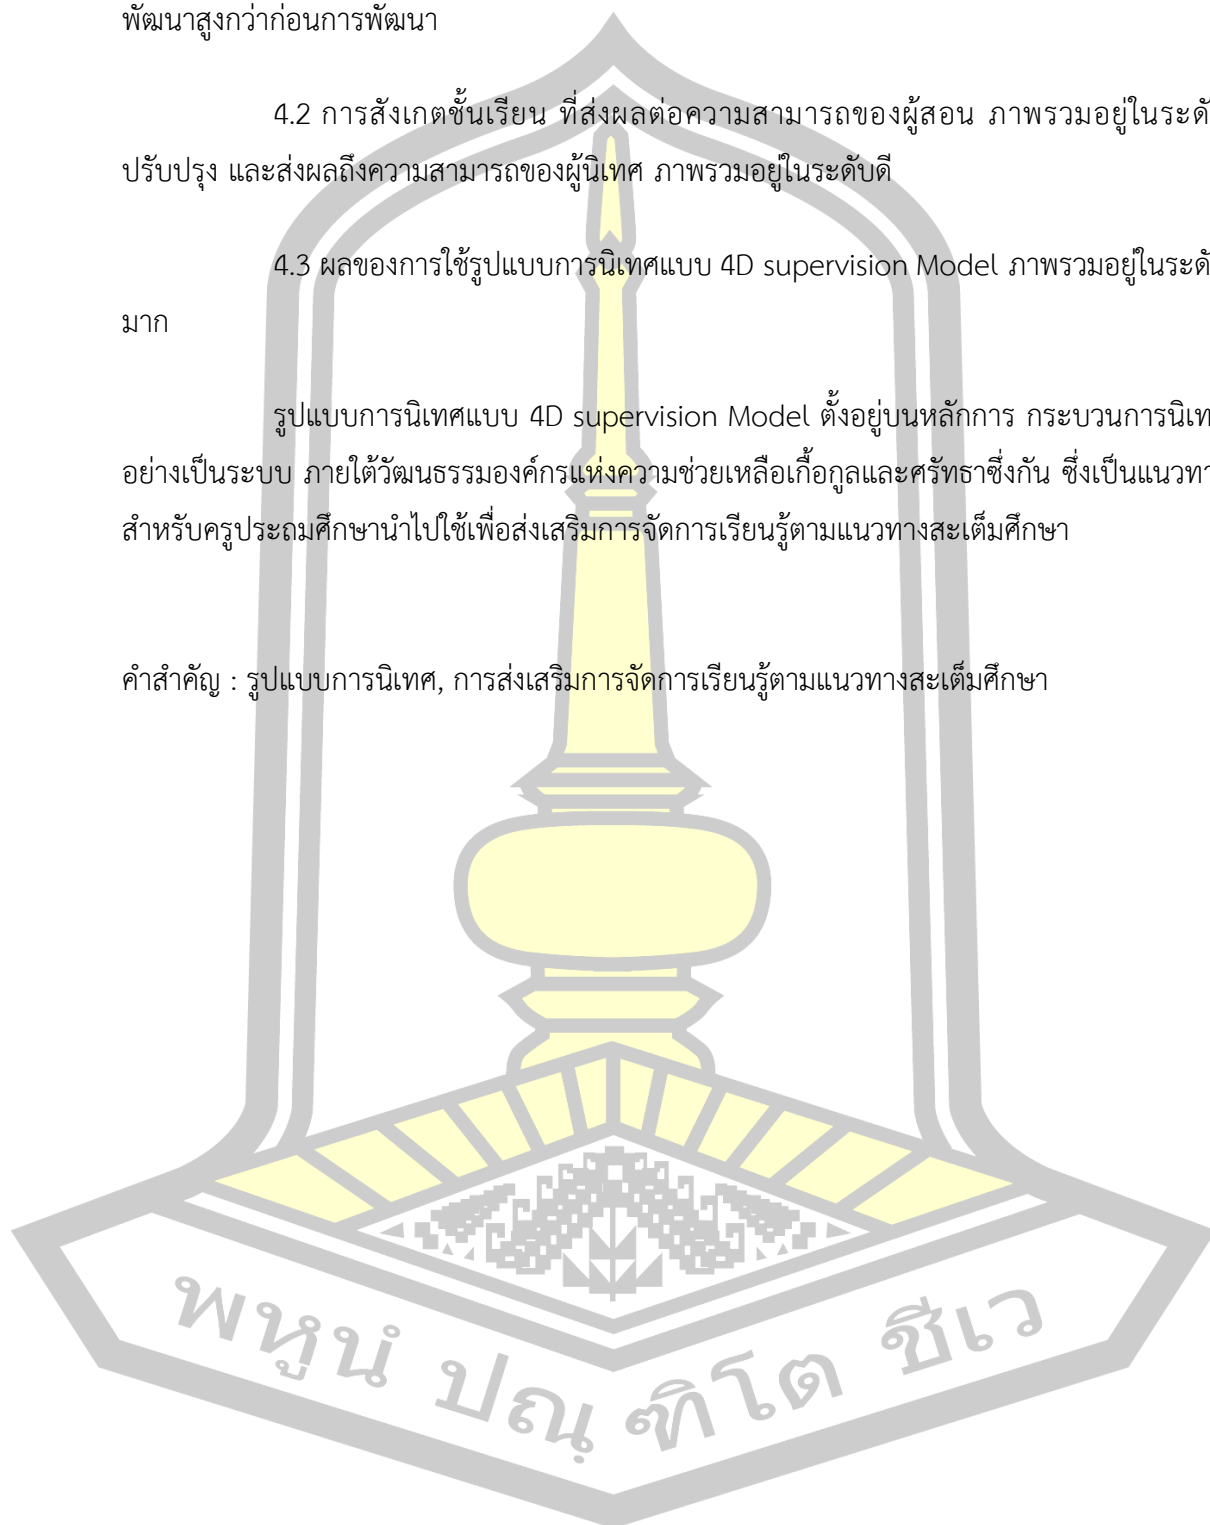 พัฒนาสูงกว่าก่อนการพัฒนา
4.2 การสังเกตชั้นเรียน ที่ส่งผลต่อความสามารถของผู้สอน ภาพรวมอยู่ในระดั
ปรับปรุง และส่งผลถึงความสามารถของผู้นิเทศ ภาพรวมอยู่ในระดับดี
4.3 ผลของการใช้รูปแบบการนิเทศแบบ 4D supervision Model ภาพรวมอยู่ในระดั
มาก
รูปแบบการนิเทศแบบ 4D supervision Model ตั้งอยู่บนหลักการ กระบวนการนิเท
อย่างเป็นระบบ ภายใต้วัฒนธรรมองค์กรแห่งความช่วยเหลือเกื้อกูลและศรัทธาซึ่งกัน ซึ่งเป็นแนวทา
สำหรับครูประถมศึกษานำไปใช้เพื่อส่งเสริมการจัดการเรียนรู้ตามแนวทางสะเต็มศึกษา
คำสำคัญ : รูปแบบการนิเทศ, การส่งเสริมการจัดการเรียนรู้ตามแนวทางสะเต็มศึกษา
พหูนํ ปณฺ ฑิโต ชีเว